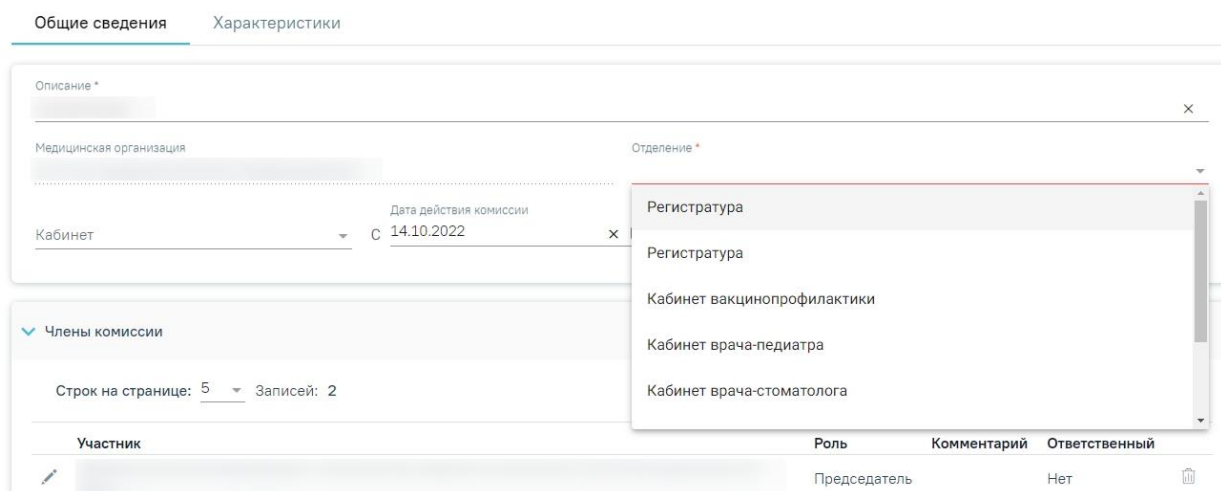 Общие сведения Характеристики
Описание *
Медицинская организация Отделение *
Дата действия комиссии
Кабинет С 14.10.2022
Регистратура
Регистратура
Кабинет вакцинопрофилактики
Кабинет врача-педиатра
Кабинет врача-стоматолога
Члены комиссии
Строк на странице: 5 Записей: 2
Участник Роль Комментарий Ответственный
Председатель Нет